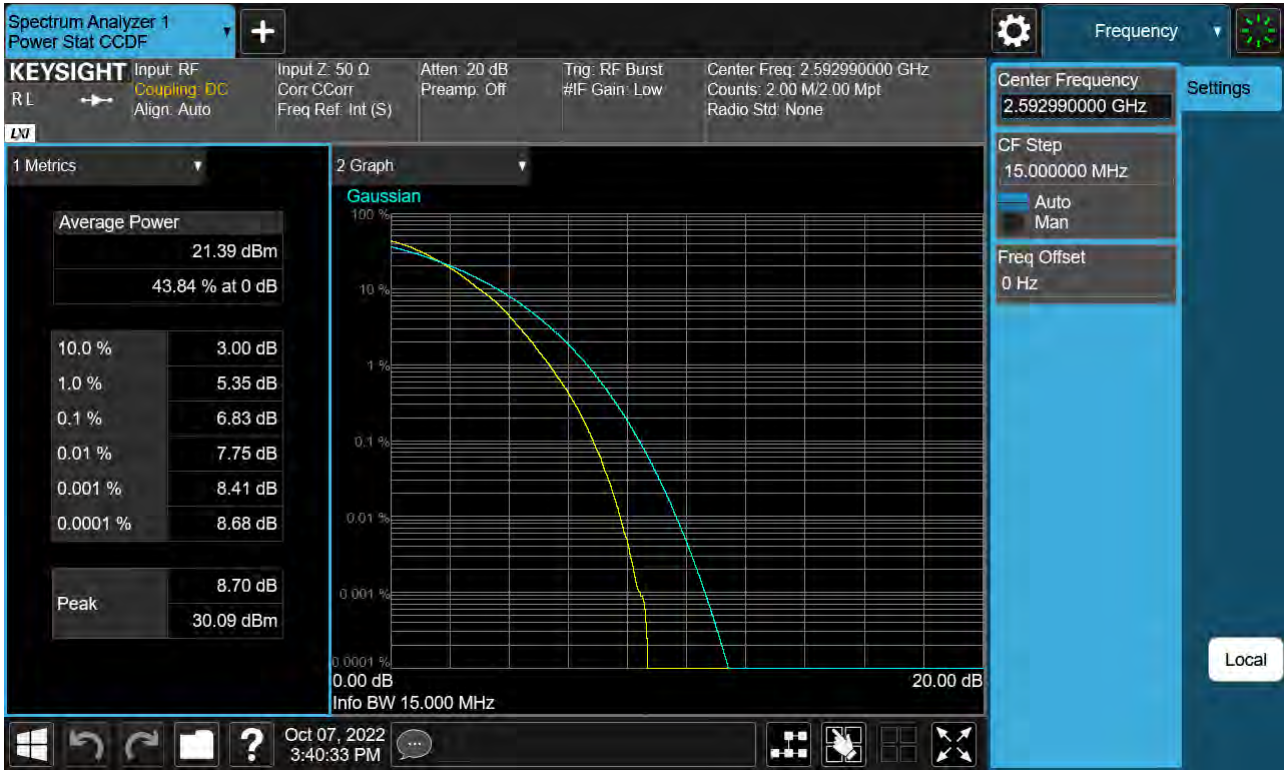 Spectrum Analyzer 1
Power Stat CCDF
Frequency
KEYSIGHT
RL
LXI
Input: RF
Coupling: DC
Align: Auto
Input Z: 50 Ω
Corr CCorr
Freq Ref: Int (S)
Atten: 20 dB
Preamp: Off
Trig: RF Burst
#IF Gain: Low
Center Freq: 2.592990000 GHz
Counts: 2.00 M/2.00 Mpt
Radio Std: None
1 Metrics
Average Power
21.39 dBm
43.84 % at 0 dB
10.0 % 3.00 dB
1.0 % 5.35 dB
0.1 % 6.83 dB
0.01 % 7.75 dB
0.001 % 8.41 dB
0.0001 % 8.68 dB
Peak
8.70 dB
30.09 dBm
2 Graph
Gaussian
100 %
10 %
1 %
0.1 %
0.01 %
0.001 %
0.0001 %
0.00 dB 20.00 dB
Info BW 15.000 MHz
Center Frequency
2.592990000 GHz
CF Step
15.000000 MHz
Auto
Man
Freq Offset
0 Hz
Settings
Local
?
Oct 07, 2022
3:40:33 PM